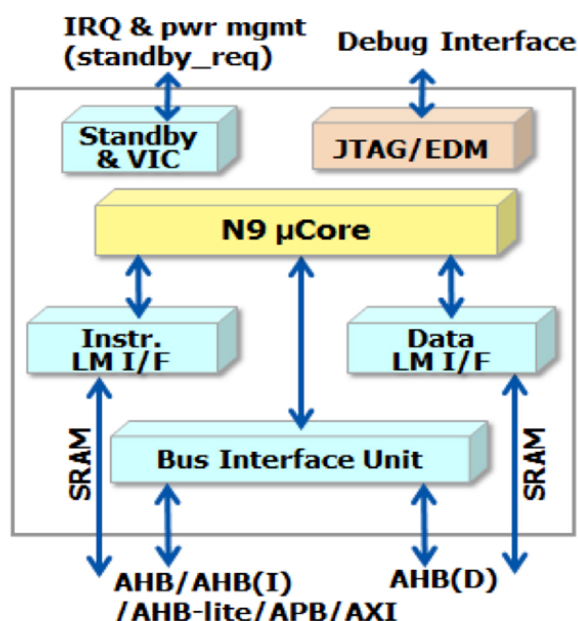 IRQ & pwr mgmt
(standby_req)
Debug Interface
Standby
& VIC
JTAG/EDM
N9 μCore
Instr.
LM I/F
Data
LM I/F
SRAM
Bus Interface Unit
SRAM
AHB/AHB(I)
/AHB-lite/APB/AXI
AHB(D)